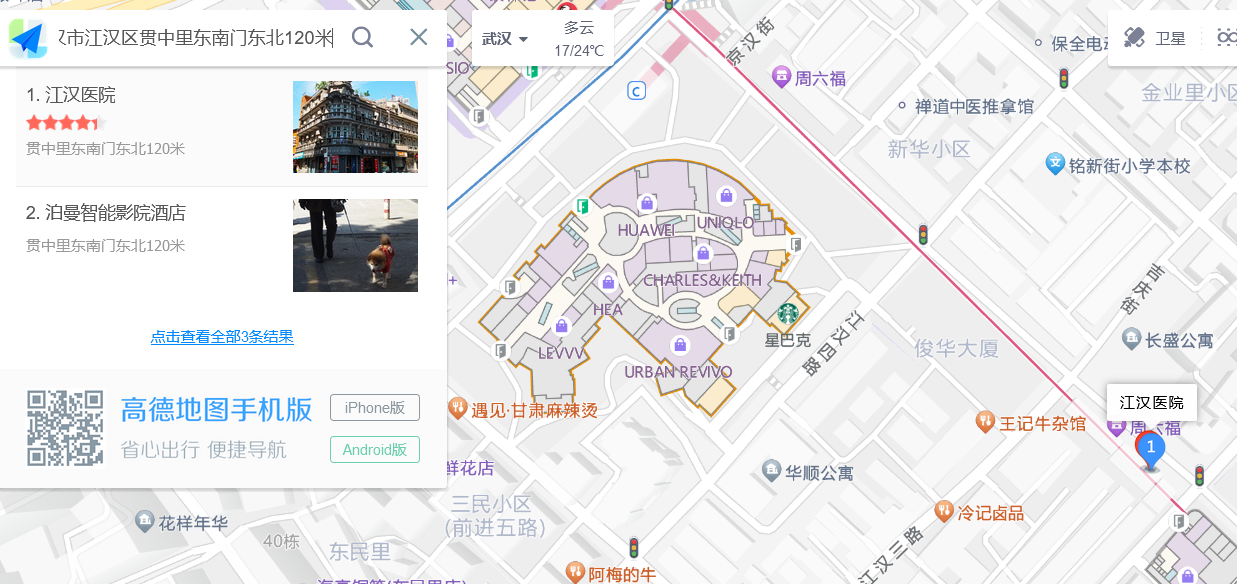 汉市江汉区贯中里东南门东北120米
武汉
多云
17/24℃
卫星
1. 江汉医院
贯中里东南门东北120米
2. 泊曼智能影院酒店
贯中里东南门东北120米
点击查看全部3条结果
高德地图手机版
iPhone版
省心出行 便捷导航
Android版
京汉街
保全电动
周六福
金业里小区
禅道中医推拿馆
新华小区
铭新街小学本校
HUAWEI
UNIQLO
CHARLES&KEITH
HEA
吉庆街
星巴克
江汉四路
长盛公寓
俊华大厦
LEVVV
URBAN REVIVO
江汉医院
遇见·甘肃麻辣烫
王记牛杂馆
周六福
1
鲜花店
华顺公寓
三民小区
(前进五路)
冷记卤品
花样年华
40栋
东民里
江汉三路
阿梅的牛